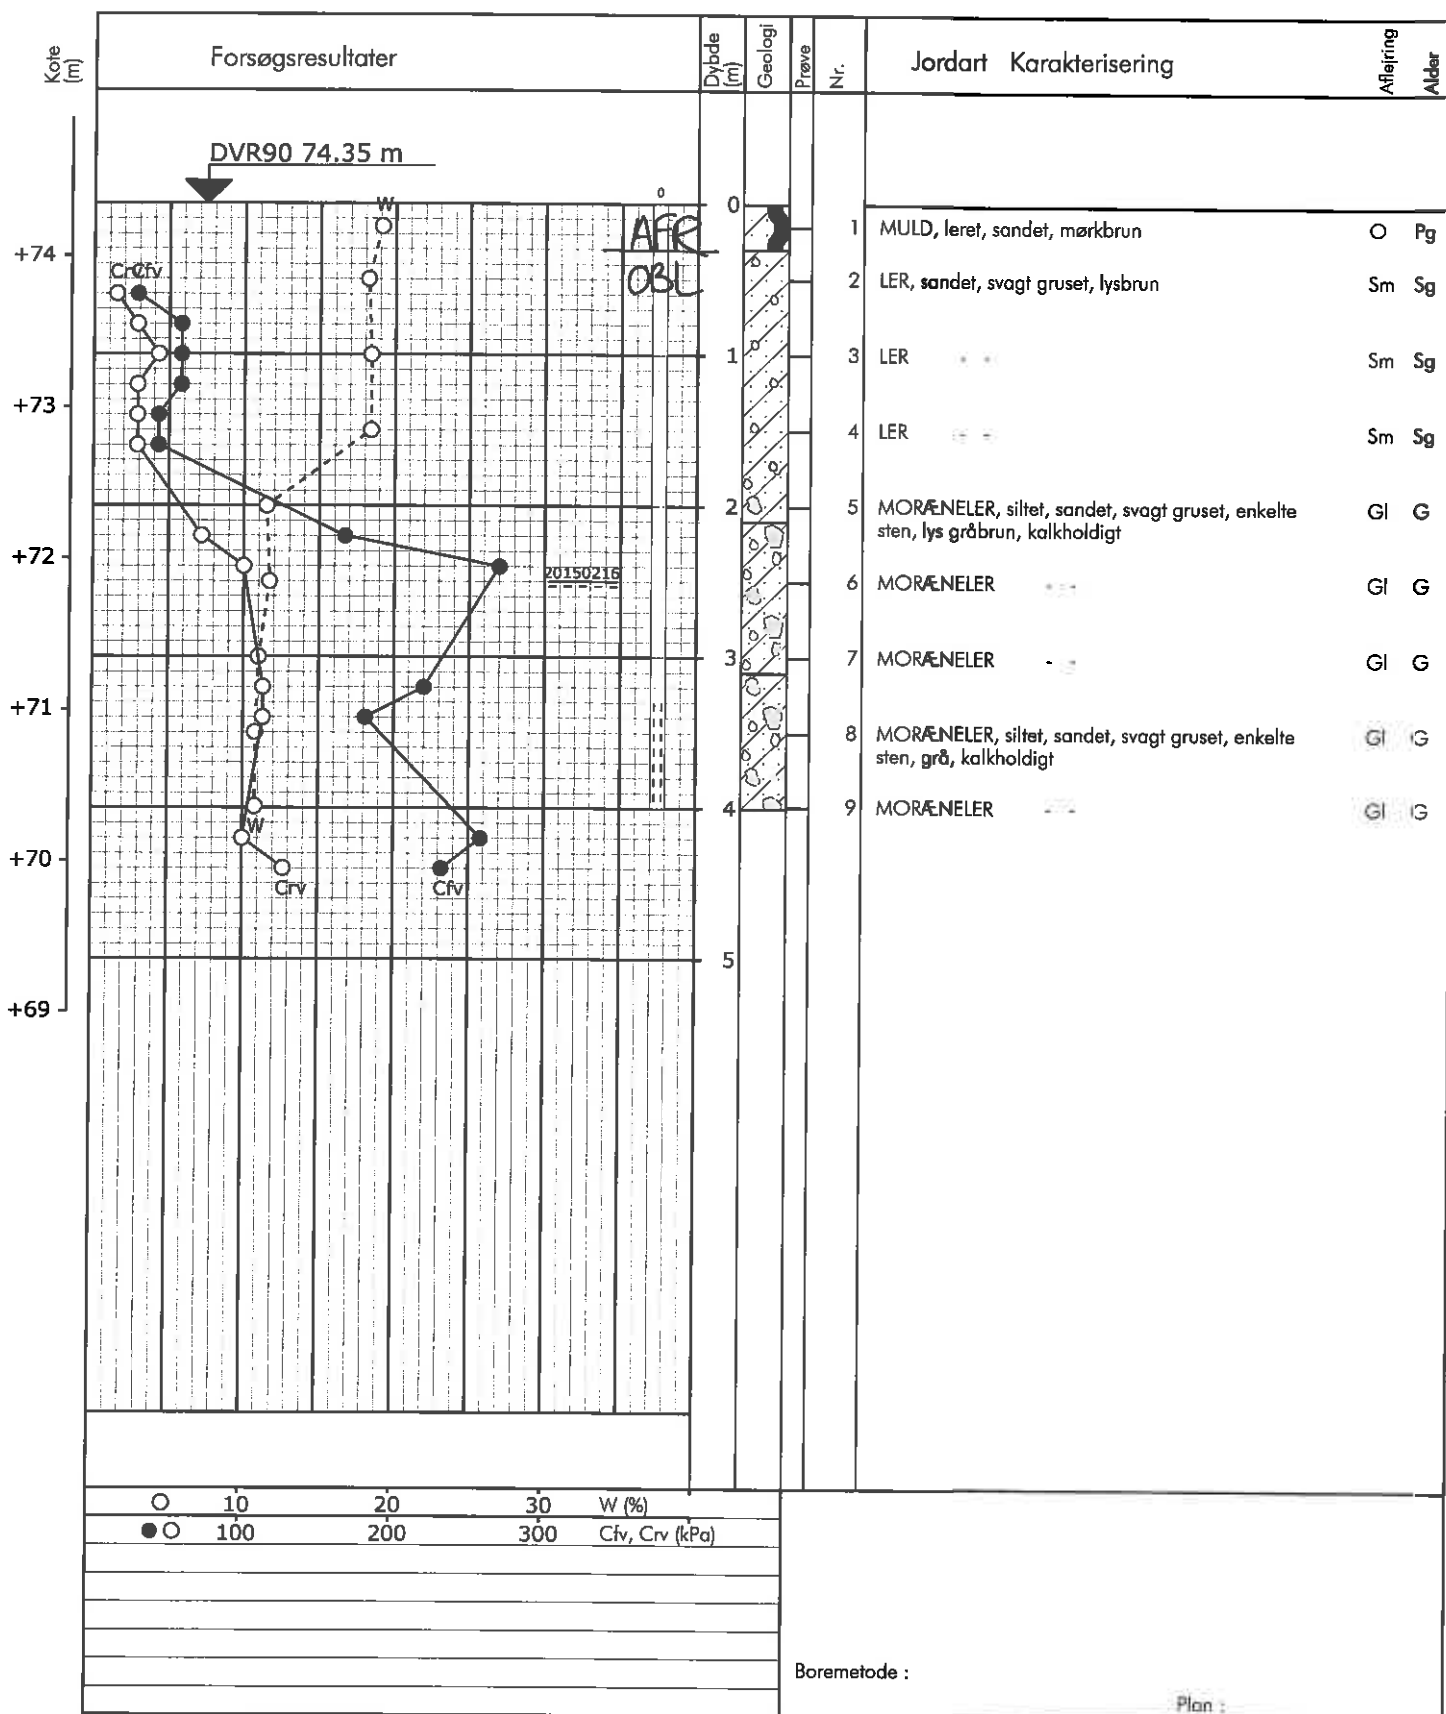 Kote (m)
Forsøgsresultater
Dybde (m)
Geologi
Prøve
Nr.
Jordart Karakterisering
Aflejring
Alder
DVR90 74.35 m
W
0
0
AFR
OBL
1 MULD, leret, sandet, mørkbrun O Pg
+74
Crv Cfv
2 LER, sandet, svagt gruset, lysbrun Sm Sg
1
3 LER " " Sm Sg
+73
4 LER " " Sm Sg
2
5 MORÆNELER, siltet, sandet, svagt gruset, enkelte Gl G
sten, lys gråbrun, kalkholdigt
+72
20150216
6 MORÆNELER " " Gl G
3
7 MORÆNELER " " Gl G
+71
8 MORÆNELER, siltet, sandet, svagt gruset, enkelte Gl G
sten, grå, kalkholdigt
4
9 MORÆNELER " " Gl G
W
+70
Crv
Cfv
5
+69
10 20 30 W (%)
100 200 300 Cfv, Crv (kPa)
Boremetode :
Plan :